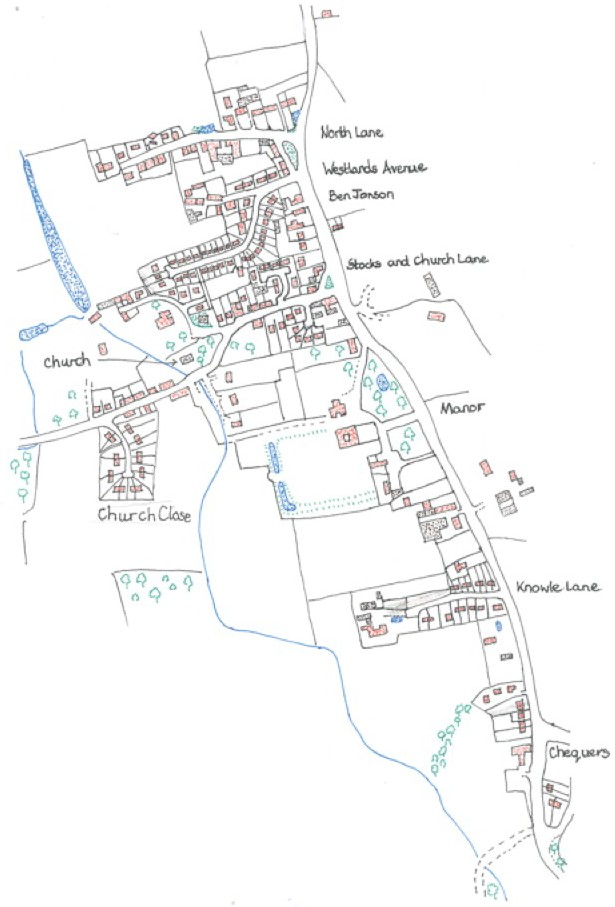 North Lane
Westlands Avenue
Ben Jonson
Stocks and Church Lane
Church
Manor
Church Close
Knowle Lane
Chequers